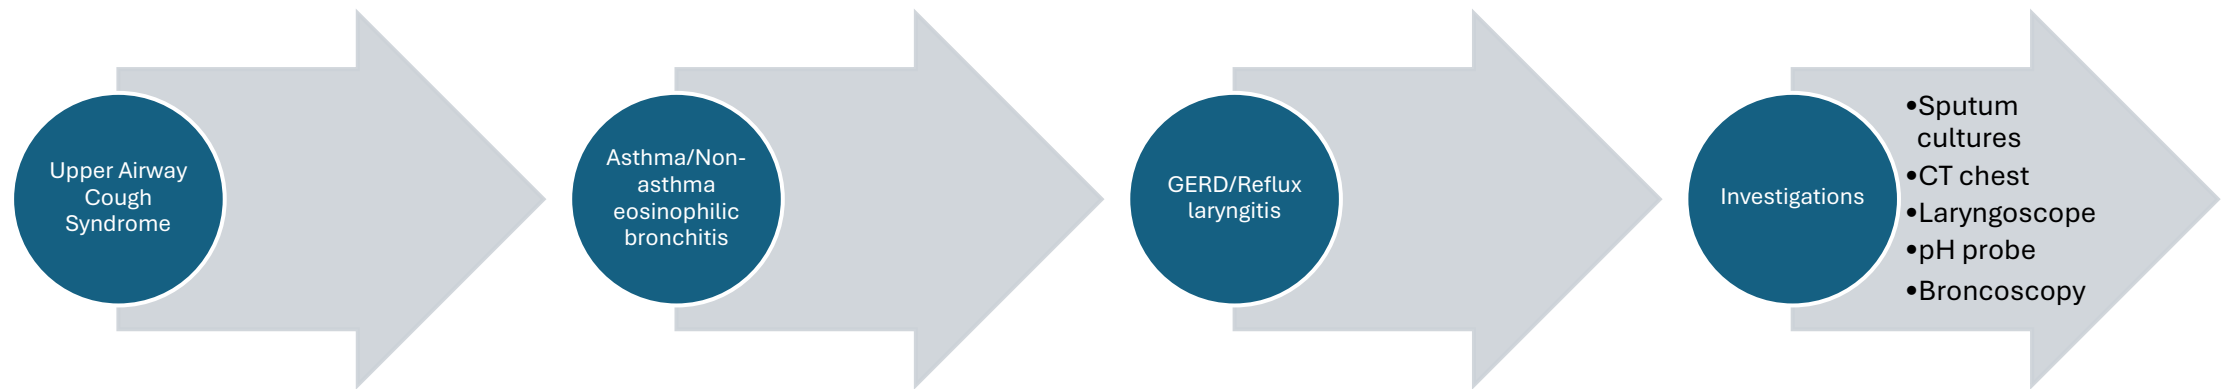 Upper Airway
Cough
Syndrome
Asthma/Non-
asthma
eosinophilic
bronchitis
GERD/Reflux
laryngitis
Investigations
•Sputum
cultures
•CT chest
•Laryngoscope
•pH probe
•Broncoscopy